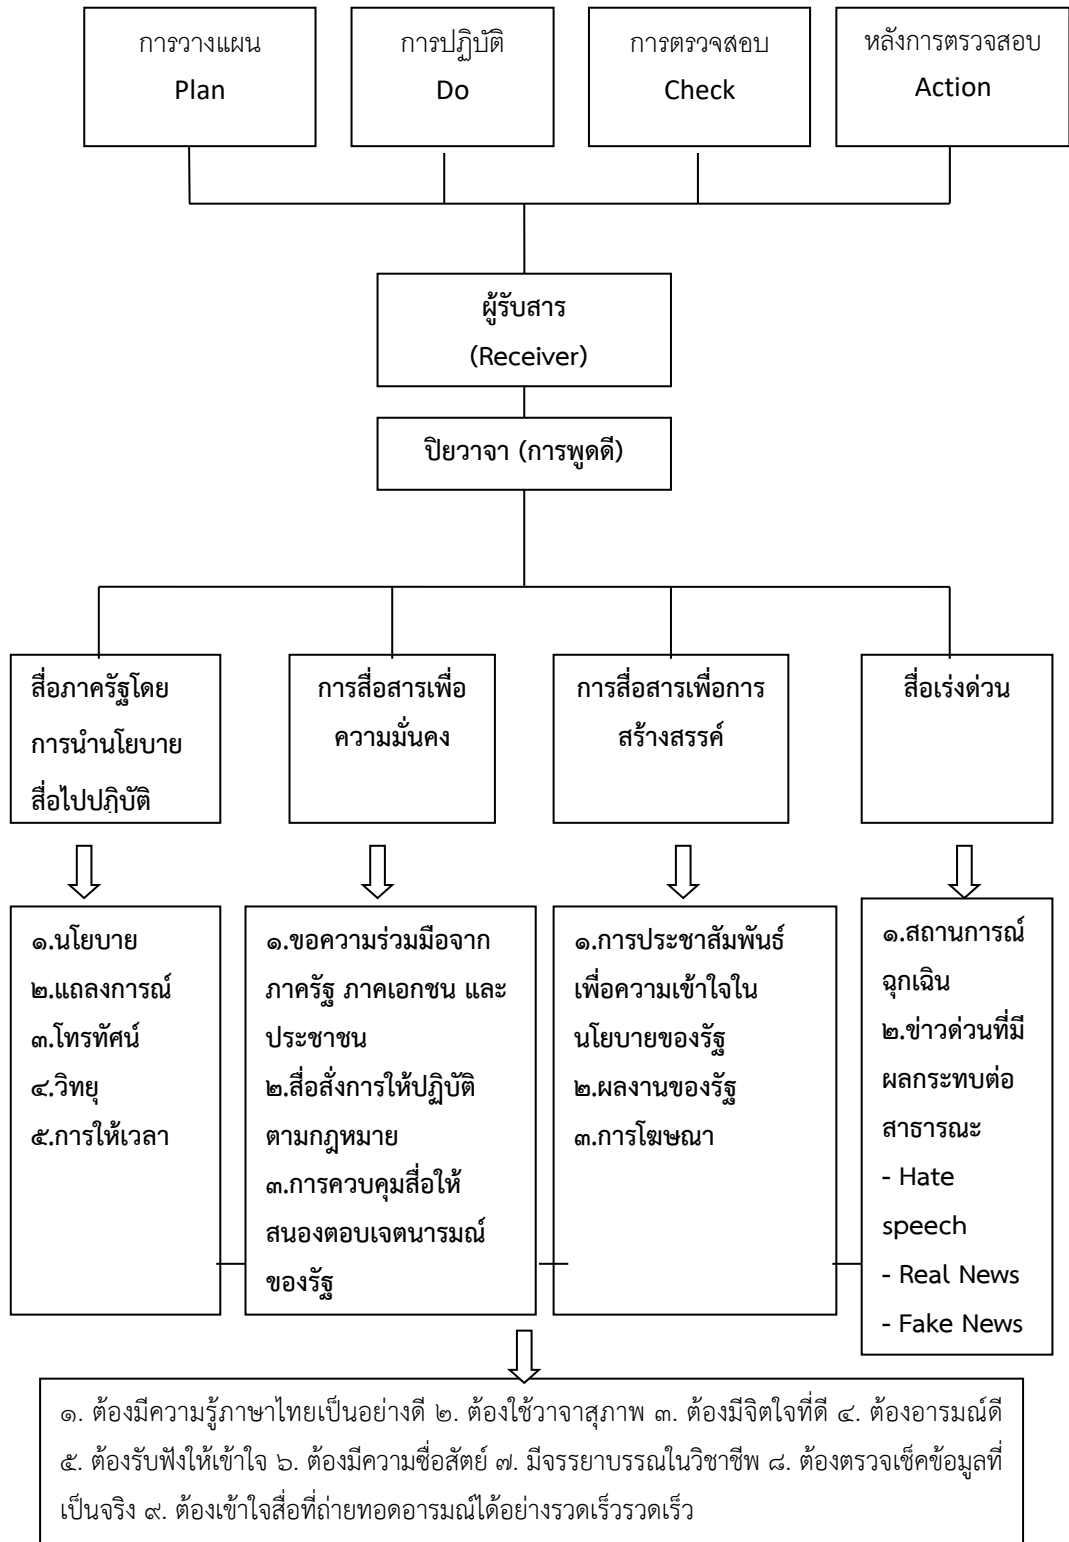 การวางแผน
Plan
การปฏิบัติ
Do
การตรวจสอบ
Check
หลังการตรวจสอบ
Action
ผู้รับสาร
(Receiver)
ปิยวาจา (การพูดดี)
สื่อภาครัฐโดย
การนำนโยบาย
สื่อไปปฏิบัติ
การสื่อสารเพื่อ
ความมั่นคง
การสื่อสารเพื่อการ
สร้างสรรค์
สื่อเร่งด่วน
๑.นโยบาย
๒.แถลงการณ์
๓.โทรทัศน์
๔.วิทยุ
๕.การให้เวลา
๑.ขอความร่วมมือจาก
ภาครัฐ ภาคเอกชน และ
ประชาชน
๒.สื่อสั่งการให้ปฏิบัติ
ตามกฎหมาย
๓.การควบคุมสื่อให้
สนองตอบเจตนารมณ์
ของรัฐ
๑.การประชาสัมพันธ์
เพื่อความเข้าใจใน
นโยบายของรัฐ
๒.ผลงานของรัฐ
๓.การโฆษณา
๑.สถานการณ์
ฉุกเฉิน
๒.ข่าวด่วนที่มี
ผลกระทบต่อ
สาธารณะ
- Hate
speech
- Real News
- Fake News
๑. ต้องมีความรู้ภาษาไทยเป็นอย่างดี ๒. ต้องใช้วาจาสุภาพ ๓. ต้องมีจิตใจที่ดี ๔. ต้องอารมณ์ดี
๕. ต้องรับฟังให้เข้าใจ ๖. ต้องมีความซื่อสัตย์ ๗. มีจรรยาบรรณในวิชาชีพ ๘. ต้องตรวจเช็คข้อมูลที่
เป็นจริง ๙. ต้องเข้าใจสื่อที่ถ่ายทอดอารมณ์ได้อย่างรวดเร็วรวดเร็ว